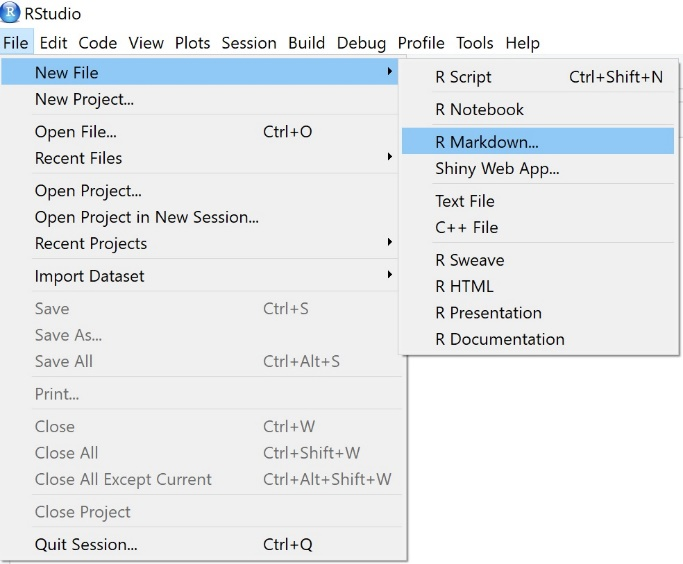 R RStudio
File Edit Code View Plots Session Build Debug Profile Tools Help
New File
New Project...
Open File... Ctrl+O
Recent Files
Open Project...
Open Project in New Session...
Recent Projects
Import Dataset
Save Ctrl+S
Save As...
Save All Ctrl+Alt+S
Print...
Close Ctrl+W
Close All Ctrl+Shift+W
Close All Except Current Ctrl+Alt+Shift+W
Close Project
Quit Session... Ctrl+Q
R Script Ctrl+Shift+N
R Notebook
R Markdown...
Shiny Web App...
Text File
C++ File
R Sweave
R HTML
R Presentation
R Documentation